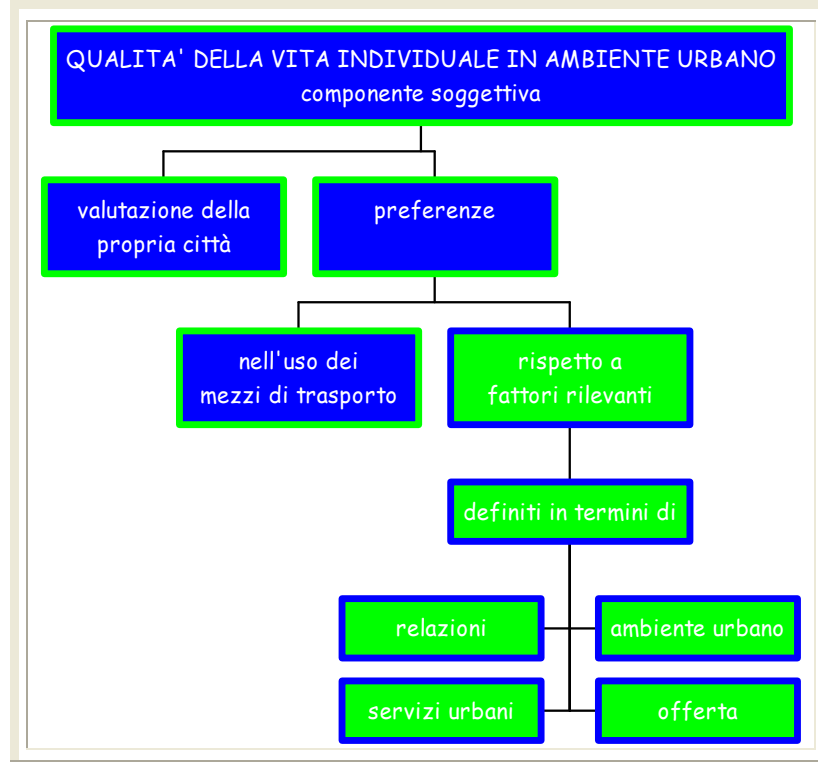 QUALITA' DELLA VITA INDIVIDUALE IN AMBIENTE URBANO
componente soggettiva
valutazione della
propria città
preferenze
nell'uso dei
mezzi di trasporto
rispetto a
fattori rilevanti
definiti in termini di
relazioni
ambiente urbano
servizi urbani
offerta